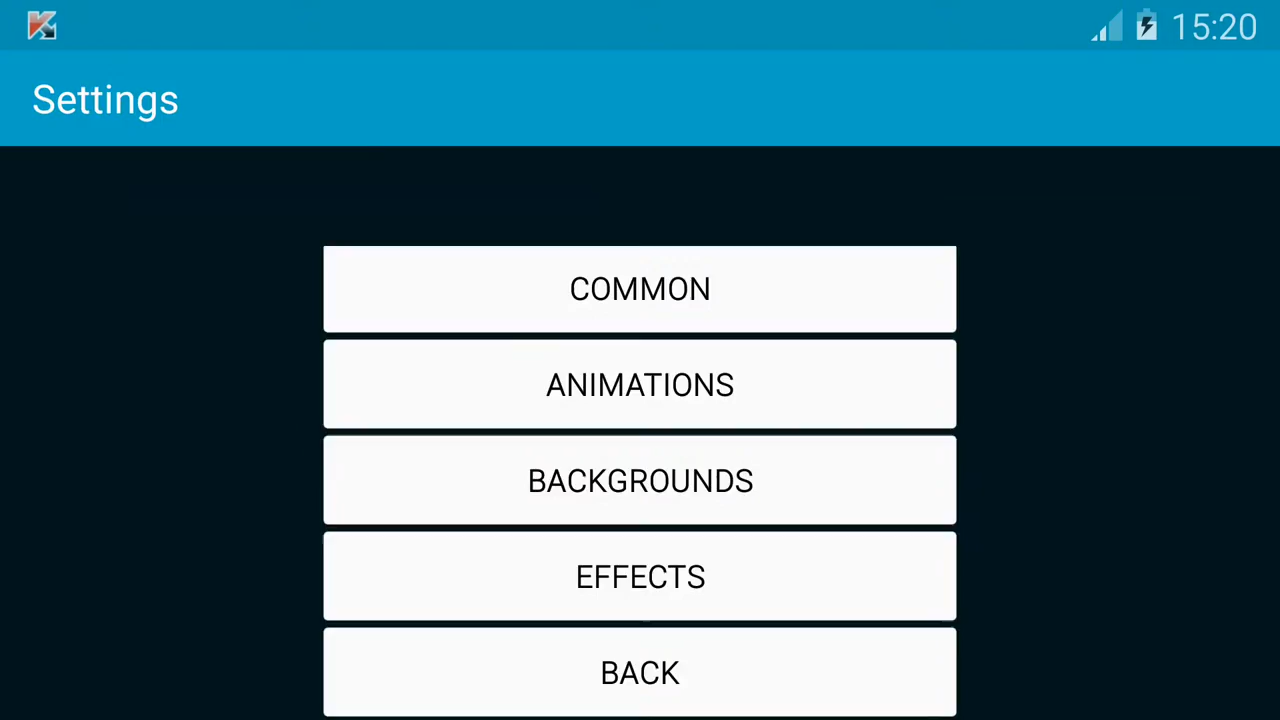 15:20
Settings
COMMON
ANIMATIONS
BACKGROUNDS
EFFECTS
BACK